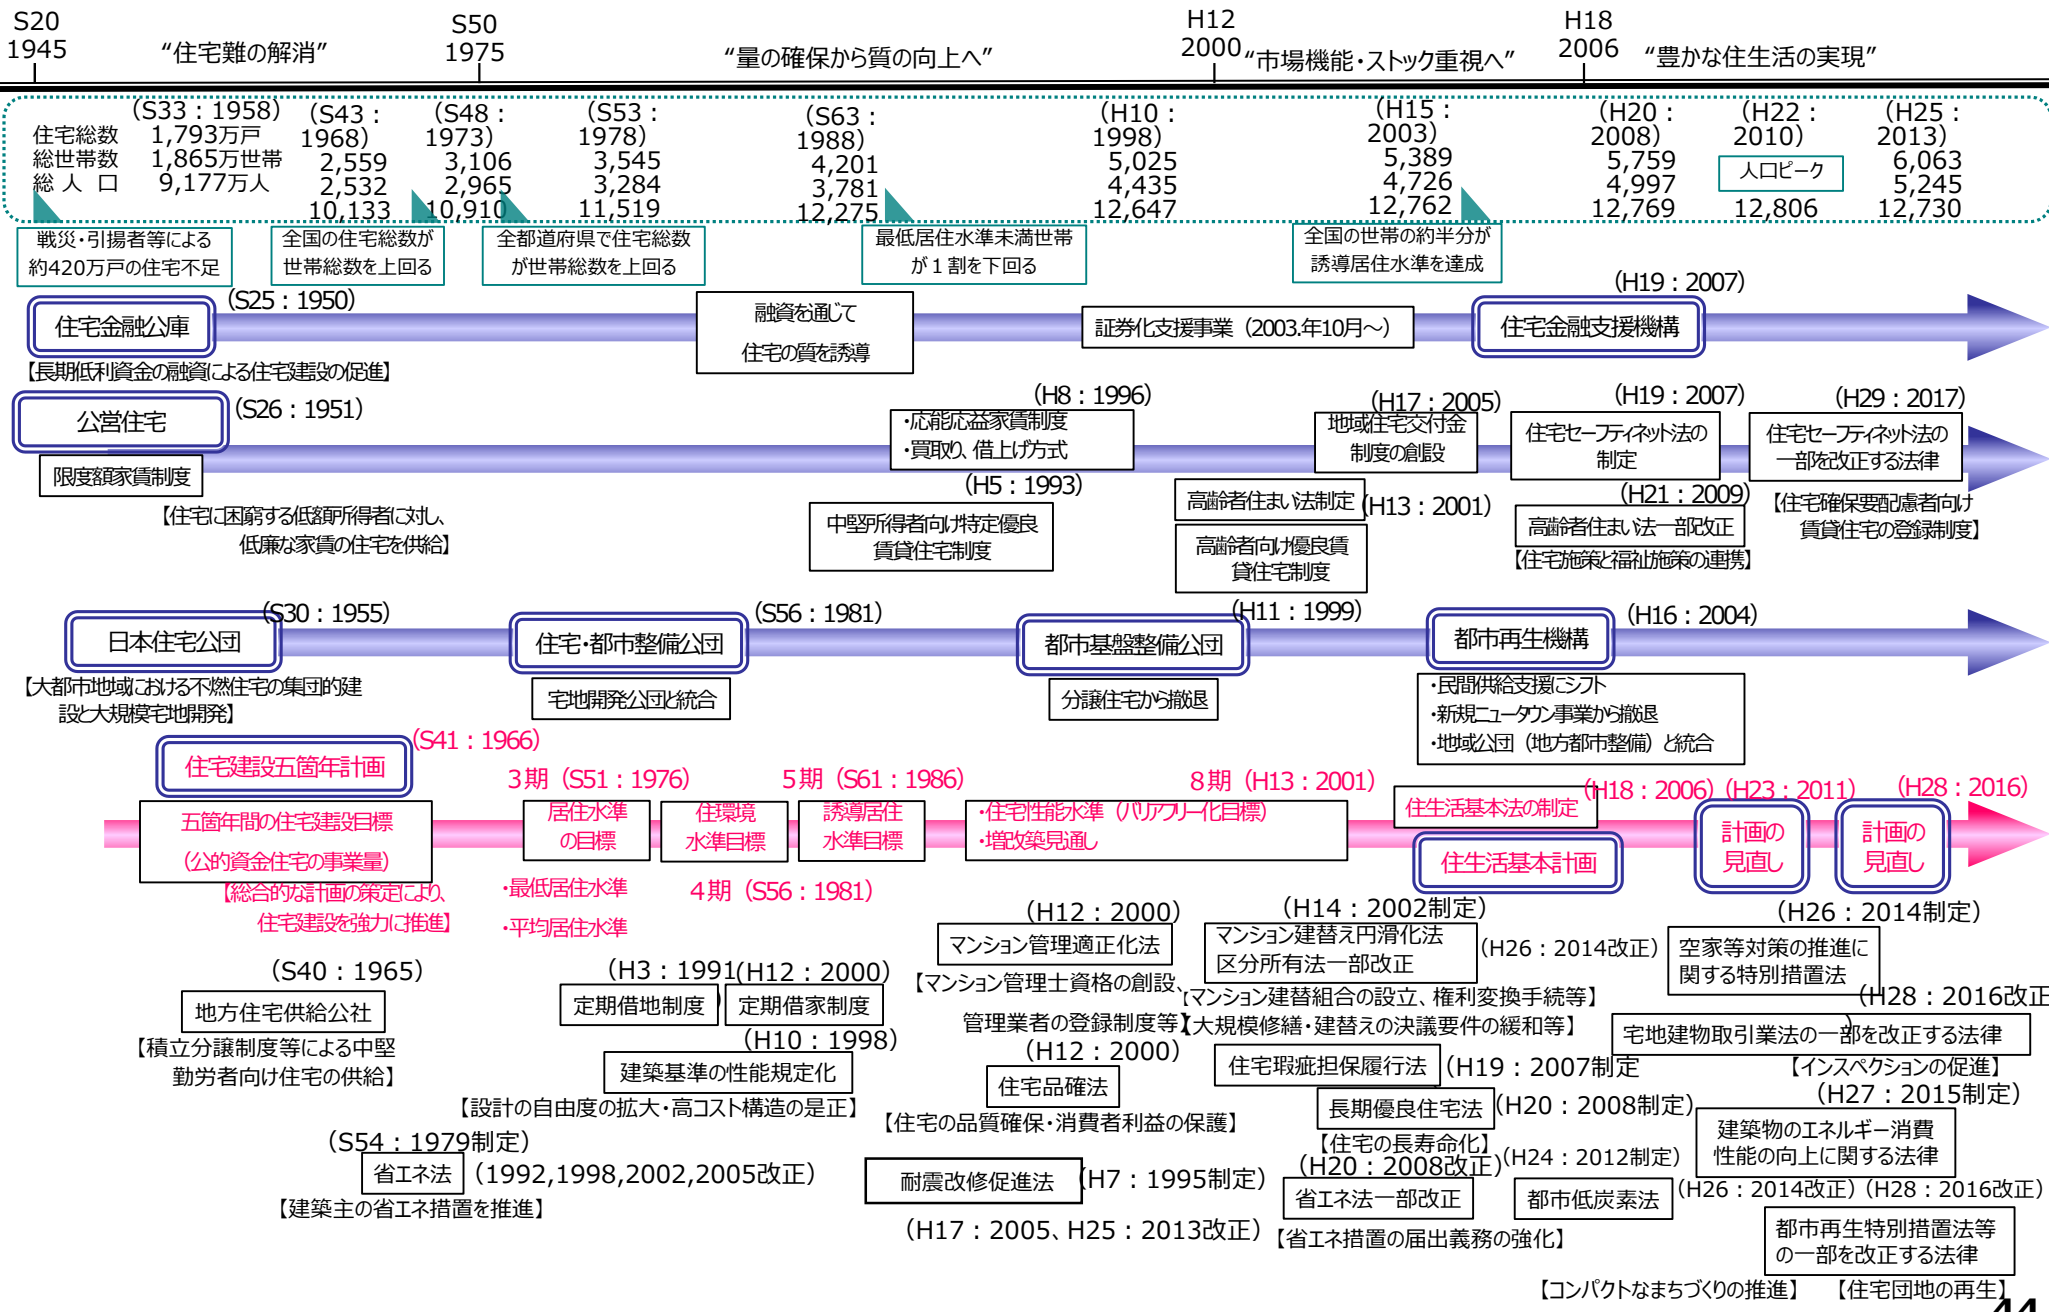 S20
1945
“住宅難の解消”
S50
1975
“量の確保から質の向上へ”
H12
2000
“市場機能・ストック重視へ”
H18
2006
“豊かな住生活の実現”
(S33：1958)
住宅総数 1,793万戸
総世帯数 1,865万世帯
総人口 9,177万人
(S43：
1968)
2,559
2,532
10,133
(S48：
1973)
3,106
2,965
10,910
(S53：
1978)
3,545
3,284
11,519
(S63：
1988)
4,201
3,781
12,275
(H10：
1998)
5,025
4,435
12,647
(H15：
2003)
5,389
4,726
12,762
(H20：
2008)
5,759
4,997
12,769
(H22：
2010)
人口ピーク
12,806
(H25：
2013)
6,063
5,245
12,730
戦災・引揚者等による
約420万戸の住宅不足
全国の住宅総数が
世帯総数を上回る
全都道府県で住宅総数
が世帯総数を上回る
最低居住水準未満世帯
が１割を下回る
全国の世帯の約半分が
誘導居住水準を達成
住宅金融公庫
(S25：1950)
【長期低利資金の融資による住宅建設の促進】
融資を通じて
住宅の質を誘導
証券化支援事業（2003.年10月～）
住宅金融支援機構
(H19：2007)
公営住宅
(S26：1951)
限度額家賃制度
【住宅に困窮する低額所得者に対し、
低廉な家賃の住宅を供給】
(H8：1996)
・応能応益家賃制度
・買取り、借上げ方式
(H5：1993)
中堅所得者向け特定優良
賃貸住宅制度
(H17：2005)
地域住宅交付金
制度の創設
高齢者住まい法制定
(H13：2001)
高齢者向け優良賃
貸住宅制度
(H19：2007)
住宅セーフティネット法の
制定
(H21：2009)
高齢者住まい法一部改正
【住宅施策と福祉施策の連携】
(H29：2017)
住宅セーフティネット法の
一部を改正する法律
【住宅確保要配慮者向け
賃貸住宅の登録制度】
日本住宅公団
(S30：1955)
【大都市地域における不燃住宅の集団的建
設と大規模宅地開発】
住宅・都市整備公団
(S56：1981)
宅地開発公団と統合
都市基盤整備公団
(H11：1999)
分譲住宅から撤退
都市再生機構
(H16：2004)
・民間供給支援にシフト
・新規ニュータウン事業から撤退
・地域公団（地方都市整備）と統合
住宅建設五箇年計画
(S41：1966)
五箇年間の住宅建設目標
（公的資金住宅の事業量）
【総合的な計画の策定により、
住宅建設を強力に推進】
３期（S51：1976)
居住水準
の目標
・最低居住水準
・平均居住水準
住環境
水準目標
４期（S56：1981)
５期（S61：1986)
誘導居住
水準目標
８期（H13：2001)
・住宅性能水準（バリアフリー化目標）
・増改築見通し
住生活基本法の制定
(H18：2006)
住生活基本計画
(H23：2011)
計画の
見直し
(H28：2016)
計画の
見直し
(S40：1965)
地方住宅供給公社
【積立分譲制度等による中堅
勤労者向け住宅の供給】
(H3：1991)
定期借地制度
(H12：2000)
定期借家制度
(H10：1998)
建築基準の性能規定化
【設計の自由度の拡大・高コスト構造の是正】
(S54：1979制定)
省エネ法
(1992,1998,2002,2005改正)
【建築主の省エネ措置を推進】
(H12：2000)
マンション管理適正化法
【マンション管理士資格の創設、
管理業者の登録制度等】
(H12：2000)
住宅品確法
【住宅の品質確保・消費者利益の保護】
耐震改修促進法
(H7：1995制定)
(H17：2005、H25：2013改正)
(H14：2002制定)
マンション建替え円滑化法
区分所有法一部改正
(H26：2014改正)
【マンション建替組合の設立、権利変換手続等】
【大規模修繕・建替えの決議要件の緩和等】
住宅瑕疵担保履行法
(H19：2007制定
長期優良住宅法
(H20：2008制定)
【住宅の長寿命化】
(H20：2008改正)
省エネ法一部改正
【省エネ措置の届出義務の強化】
(H24：2012制定)
都市低炭素法
(H26：2014制定)
空家等対策の推進に
関する特別措置法
(H28：2016改正)
宅地建物取引業法の一部を改正する法律
【インスペクションの促進】
(H27：2015制定)
建築物のエネルギー消費
性能の向上に関する法律
(H26：2014改正)(H28：2016改正)
都市再生特別措置法等
の一部を改正する法律
【コンパクトなまちづくりの推進】 【住宅団地の再生】
44